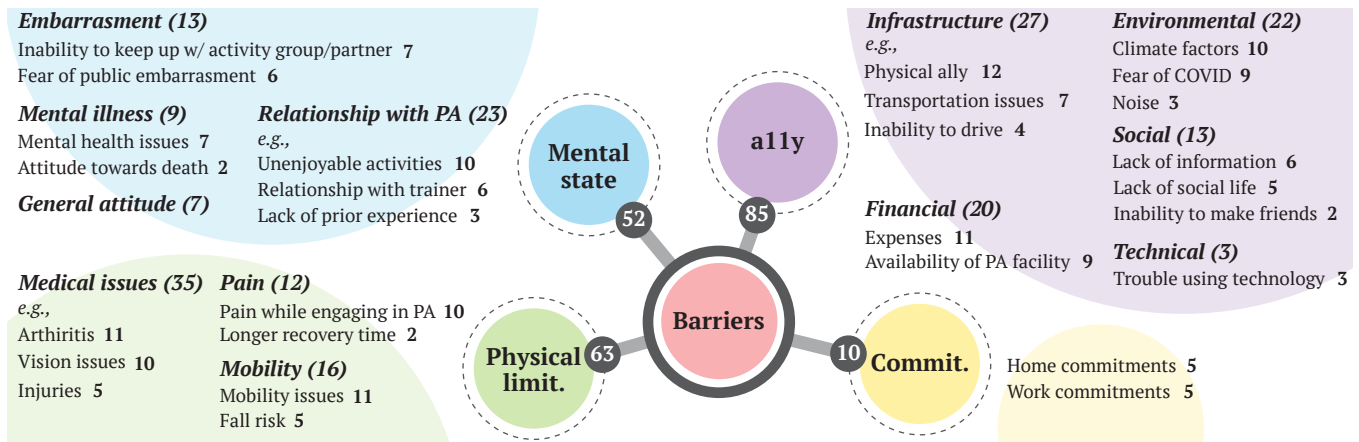 Embarrasment (13)
Inability to keep up w/ activity group/partner 7
Fear of public embarrasment 6
Mental illness (9)
Mental health issues 7
Attitude towards death 2
General attitude (7)
Relationship with PA (23)
e.g.,
Unenjoyable activities 10
Relationship with trainer 6
Lack of prior experience 3
Medical issues (35)
e.g.,
Arthiritis 11
Vision issues 10
Injuries 5
Pain (12)
Pain while engaging in PA 10
Longer recovery time 2
Mobility (16)
Mobility issues 11
Fall risk 5
Mental
state
52
a11y
85
Barriers
Physical
limit.
63
10
Commit.
Infrastructure (27)
e.g.,
Physical ally 12
Transportation issues 7
Inability to drive 4
Financial (20)
Expenses 11
Availability of PA facility 9
Environmental (22)
Climate factors 10
Fear of COVID 9
Noise 3
Social (13)
Lack of information 6
Lack of social life 5
Inability to make friends 2
Technical (3)
Trouble using technology 3
Home commitments 5
Work commitments 5